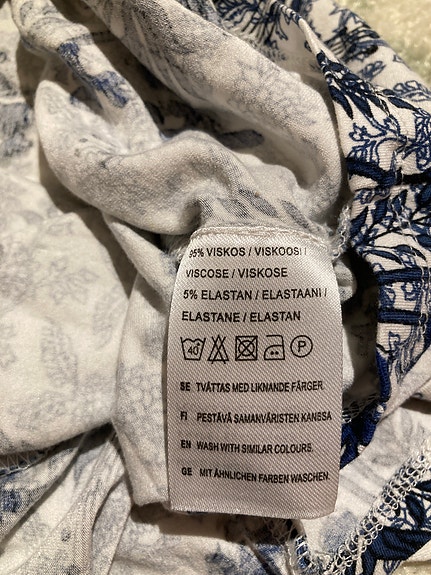 95% VISKOS / VISKOOSI /
VISCOSE / VISKOSE
5% ELASTAN / ELASTAANI /
ELASTANE / ELASTAN
40° P
SE TVÄTTAS MED LIKNANDE FÄRGER.
FI PESTÄVÄ SAMANVÄRISTEN KANSSA
EN WASH WITH SIMILAR COLOURS.
GE MIT ÄHNLICHEN FARBEN WASCHEN.